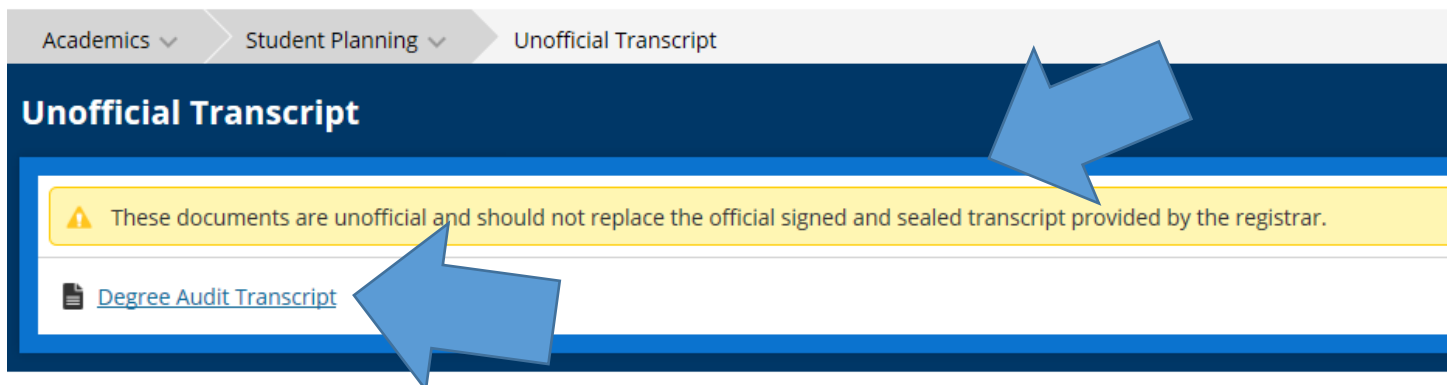 Academics Student Planning Unofficial Transcript
Unofficial Transcript
These documents are unofficial and should not replace the official signed and sealed transcript provided by the registrar.
Degree Audit Transcript